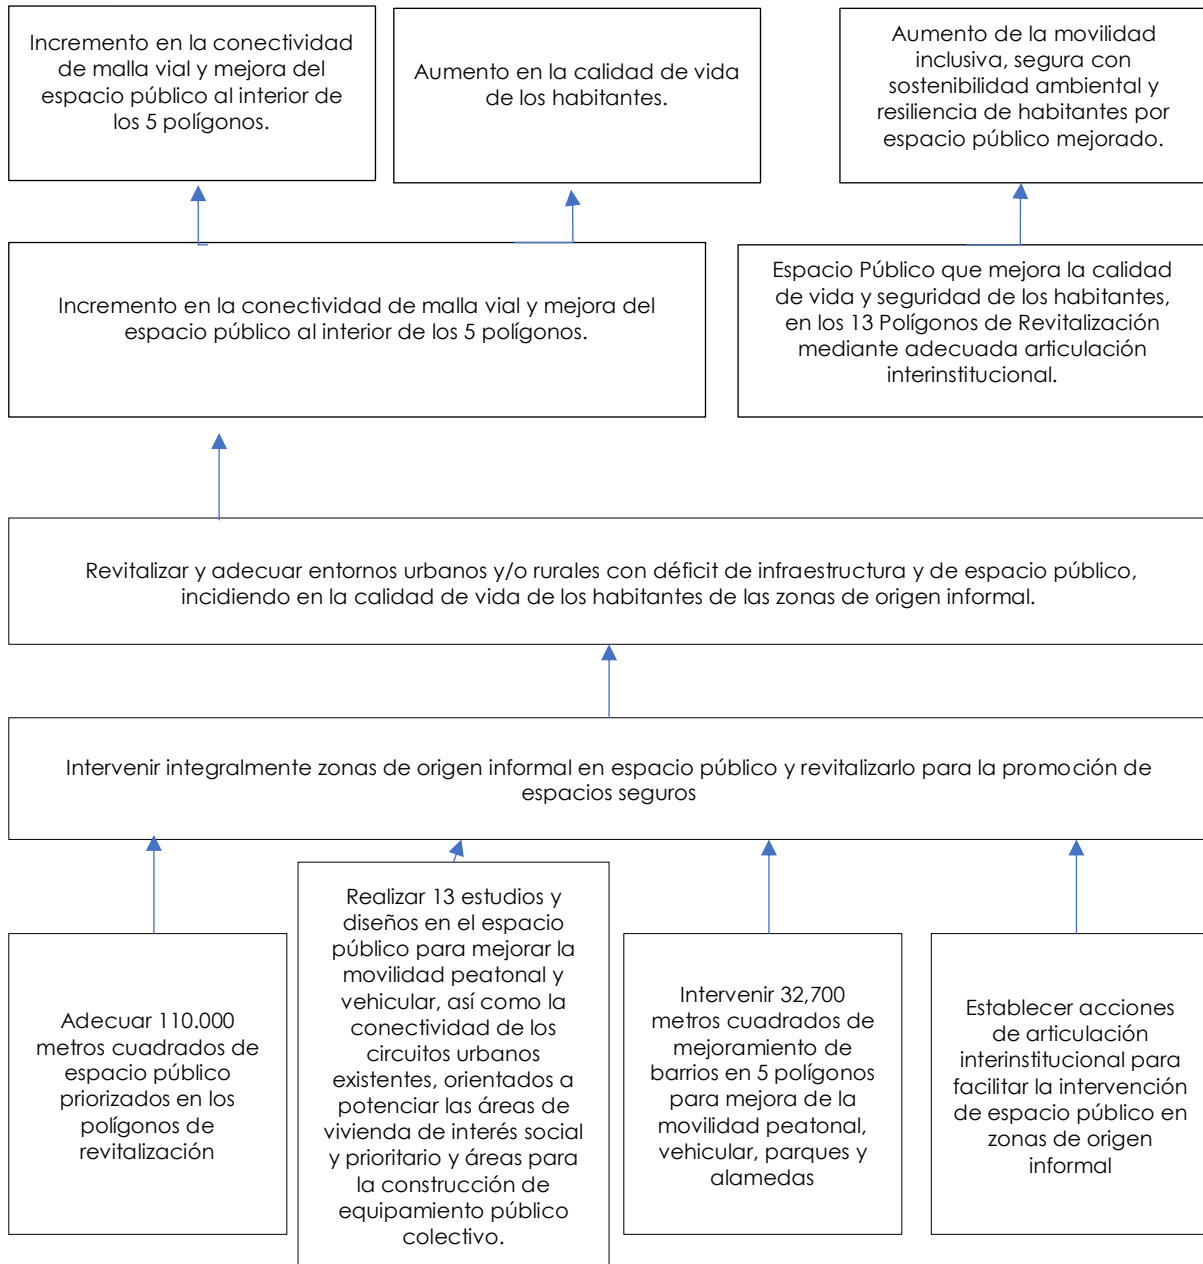 Incremento en la conectividad
de malla vial y mejora del
espacio público al interior de
los 5 polígonos.
Aumento en la calidad de vida
de los habitantes.
Aumento de la movilidad
inclusiva, segura con
sostenibilidad ambiental y
resiliencia de habitantes por
espacio público mejorado.
Incremento en la conectividad de malla vial y mejora del
espacio público al interior de los 5 polígonos.
Espacio Público que mejora la calidad
de vida y seguridad de los habitantes,
en los 13 Polígonos de Revitalización
mediante adecuada articulación
interinstitucional.
Revitalizar y adecuar entornos urbanos y/o rurales con déficit de infraestructura y de espacio público,
incidiendo en la calidad de vida de los habitantes de las zonas de origen informal.
Intervenir integralmente zonas de origen informal en espacio público y revitalizarlo para la promoción de
espacios seguros
Adecuar 110.000
metros cuadrados de
espacio público
priorizados en los
polígonos de
revitalización
Realizar 13 estudios y
diseños en el espacio
público para mejorar la
movilidad peatonal y
vehicular, así como la
conectividad de los
circuitos urbanos
existentes, orientados a
potenciar las áreas de
vivienda de interés social
y prioritario y áreas para
la construcción de
equipamiento público
colectivo.
Intervenir 32,700
metros cuadrados de
mejoramiento de
barrios en 5 polígonos
para mejora de la
movilidad peatonal,
vehicular, parques y
alamedas
Establecer acciones
de articulación
interinstitucional para
facilitar la intervención
de espacio público en
zonas de origen
informal